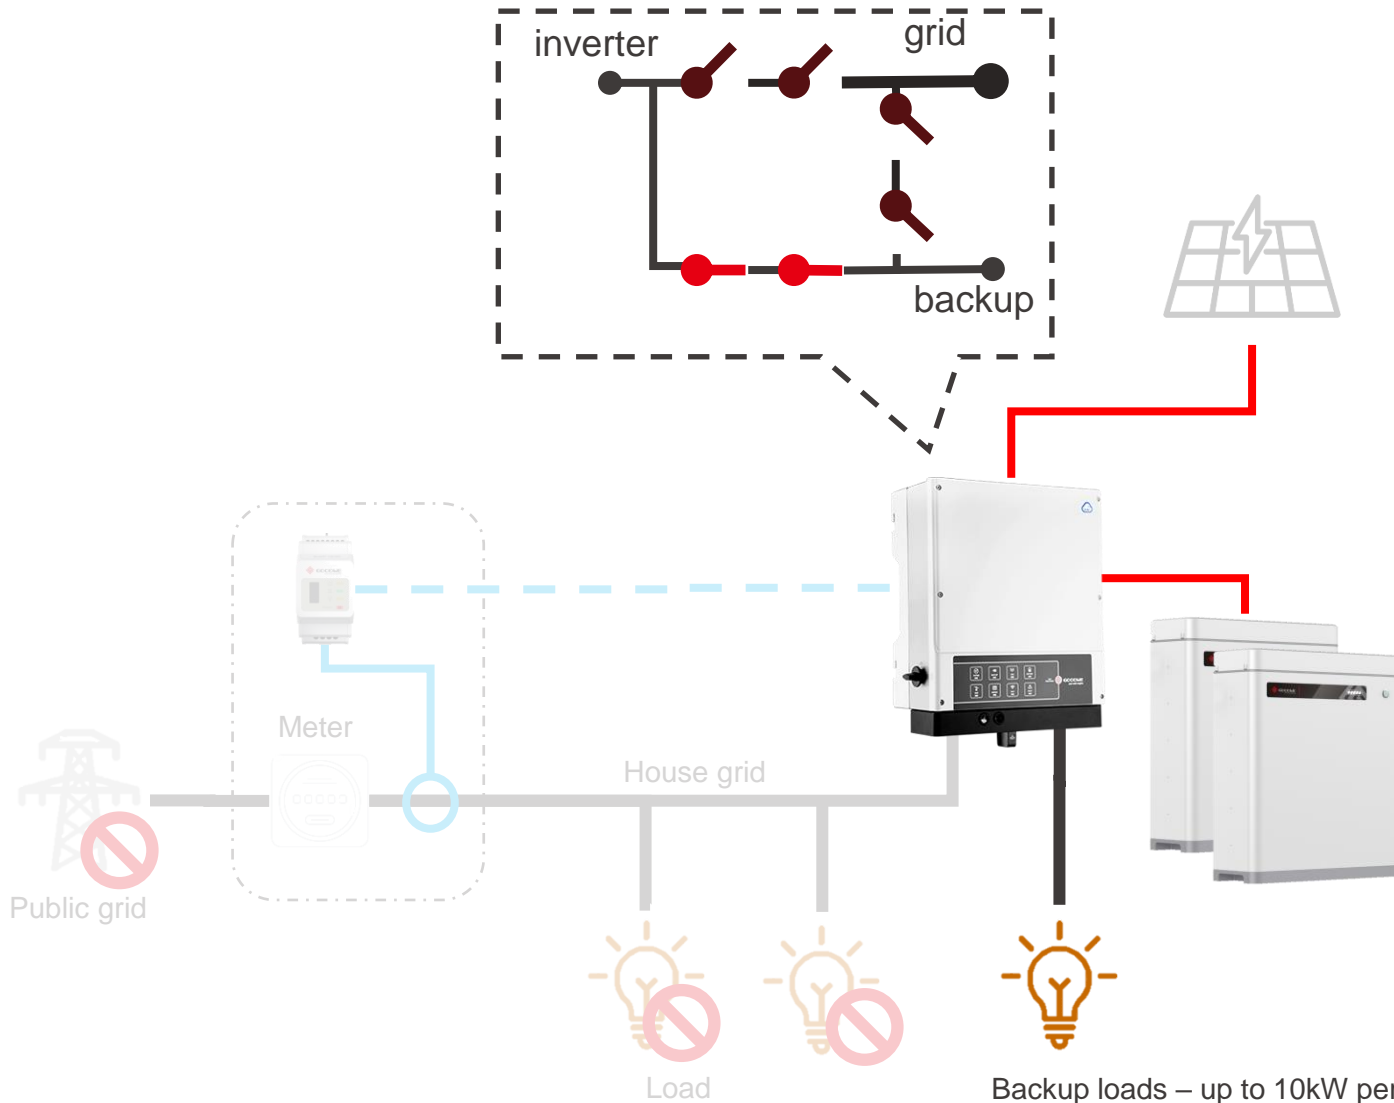 inverter
grid
backup
Meter
House grid
Public grid
Load
Backup loads – up to 10kW per